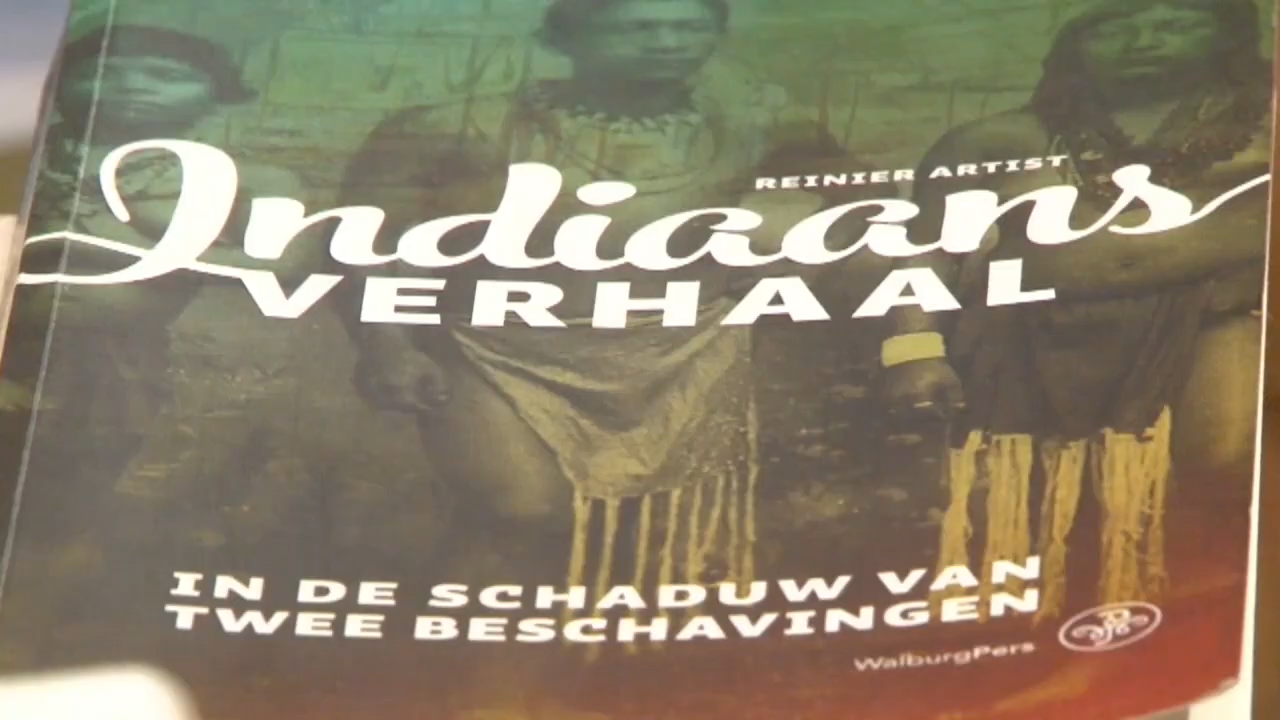 REINIER ARTIST
Indiaans
VERHAAL
IN DE SCHADUW VAN
TWEE BESCHAVINGEN
WalburgPers